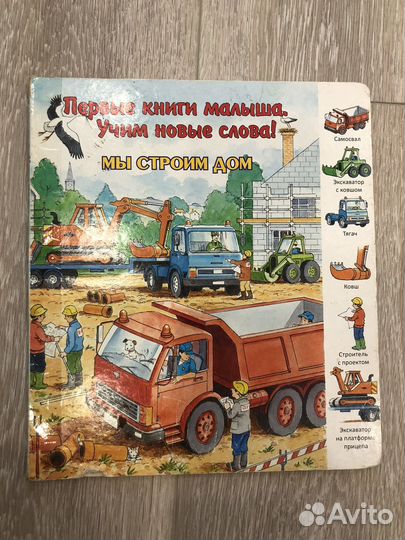 Первые книги малыша.
Учим новые слова!
МЫ СТРОИМ ДОМ
Самосвал
Экскаватор
с ковшом
Тягач
Ковш
Строитель
с проектом
Экскаватор
на платформе
прицепа
Avito